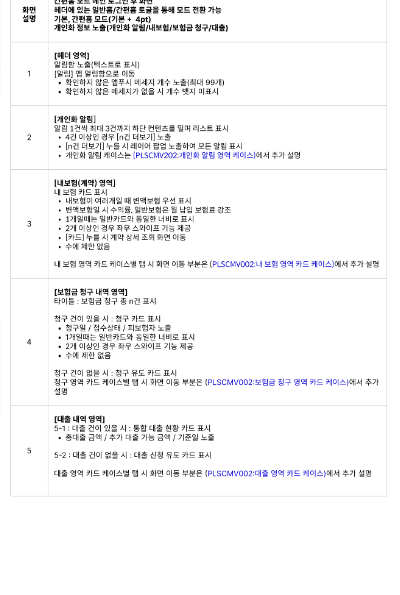 간편홈 모드 메인 로그인 후 화면
화면 설명
헤더에 있는 일반홈/간편홈 토글을 통해 모드 전환 가능
기본, 간편홈 모드(기본 + 4pt)
개인화 정보 노출(개인화 알림/내보험/보험금 청구/대출)
1
[헤더 영역]
알림함 노출(텍스트로 표시)
[알림] 탭 알림함으로 이동
• 확인하지 않은 앱푸시 메세지 개수 노출(최대 99개)
• 확인하지 않은 메세지가 없을 시 개수 뱃지 미표시
2
[개인화 알림]
알림 1건씩 최대 3건까지 하단 컨텐츠를 밀며 리스트 표시
• 4건 이상인 경우 [n건 더보기] 노출
• [n건 더보기] 누를 시 레이어 팝업 노출하여 모든 알림 표시
• 개인화 알림 케이스는 (PLSCMV202:개인화 알림 영역 케이스)에서 추가 설명
3
[내보험(계약) 영역]
내 보험 카드 표시
• 내보험이 여러개일 때 변액보험 우선 표시
• 변액보험일 시 수익률, 일반보험은 월 납입 보험료 강조
• 1개일때는 일반카드와 동일한 너비로 표시
• 2개 이상인 경우 좌우 스와이프 기능 제공
• [카드] 누를 시 계약 상세 조회 화면 이동
• 수에 제한 없음
내 보험 영역 카드 케이스별 탭 시 화면 이동 부분은 (PLSCMV002:내 보험 영역 카드 케이스)에서 추가 설명
4
[보험금 청구 내역 영역]
타이틀 : 보험금 청구 총 n건 표시
청구 건이 있을 시 : 청구 카드 표시
• 청구일 / 접수상태 / 피보험자 노출
• 1개일때는 일반카드와 동일한 너비로 표시
• 2개 이상인 경우 좌우 스와이프 기능 제공
• 수에 제한 없음
청구 건이 없을 시 : 청구 유도 카드 표시
청구 영역 카드 케이스별 탭 시 화면 이동 부분은 (PLSCMV002:보험금 청구 영역 카드 케이스)에서 추가
설명
5
[대출 내역 영역]
5-1 : 대출 건이 있을 시 : 통합 대출 현황 카드 표시
• 총대출 금액 / 추가 대출 가능 금액 / 기준일 노출
5-2 : 대출 건이 없을 시 : 대출 신청 유도 카드 표시
대출 영역 카드 케이스별 탭 시 화면 이동 부분은 (PLSCMV002:대출 영역 카드 케이스)에서 추가 설명